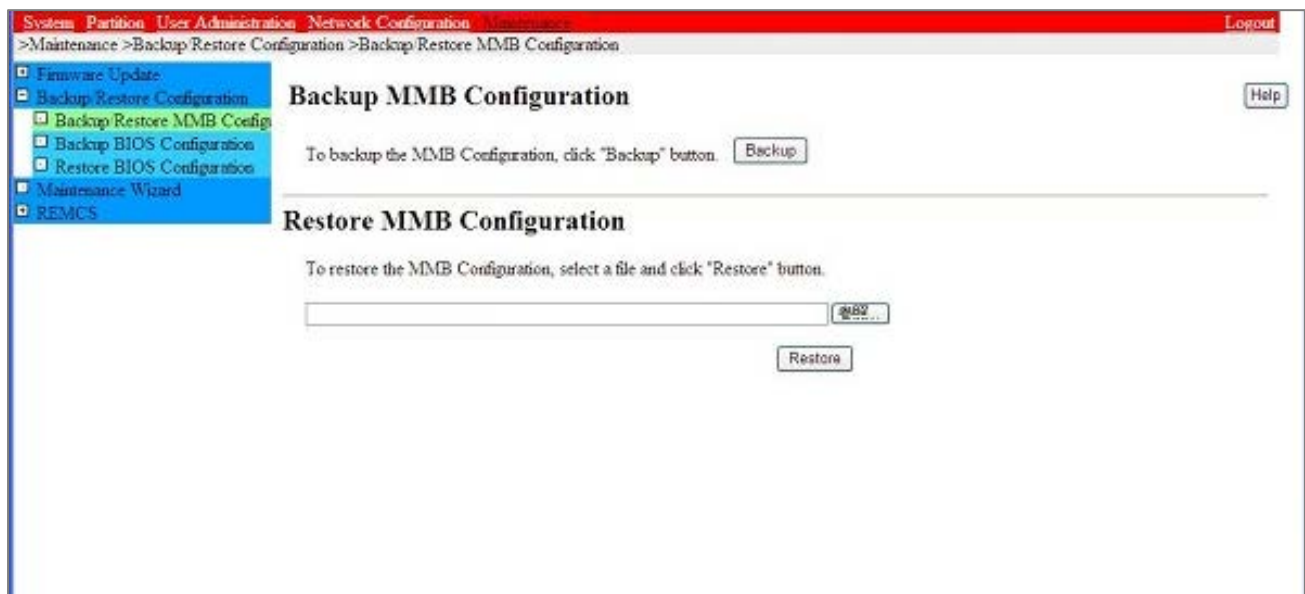 System Partition User Administration Network Configuration Maintenance Logout
>Maintenance >Backup/Restore Configuration >Backup/Restore MMB Configuration
Firmware Update
Backup/Restore Configuration
Backup/Restore MMB Config
Backup BIOS Configuration
Restore BIOS Configuration
Maintenance Wizard
REMCS
Backup MMB Configuration
Help
To backup the MMB Configuration, click "Backup" button. Backup
Restore MMB Configuration
To restore the MMB Configuration, select a file and click "Restore" button.
Restore